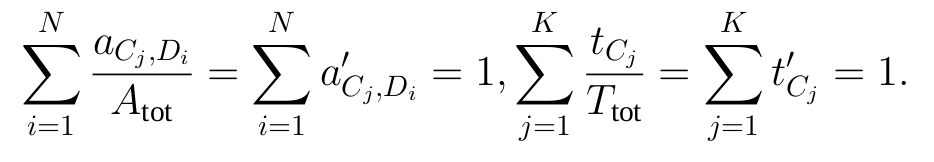 \sum_{i=1}^{N} \frac{a_{C_j,D_i}}{A_{\text{tot}}} = \sum_{i=1}^{N} a'_{C_j,D_i} = 1, \sum_{j=1}^{K} \frac{t_{C_j}}{T_{\text{tot}}} = \sum_{j=1}^{K} t'_{C_j} = 1.